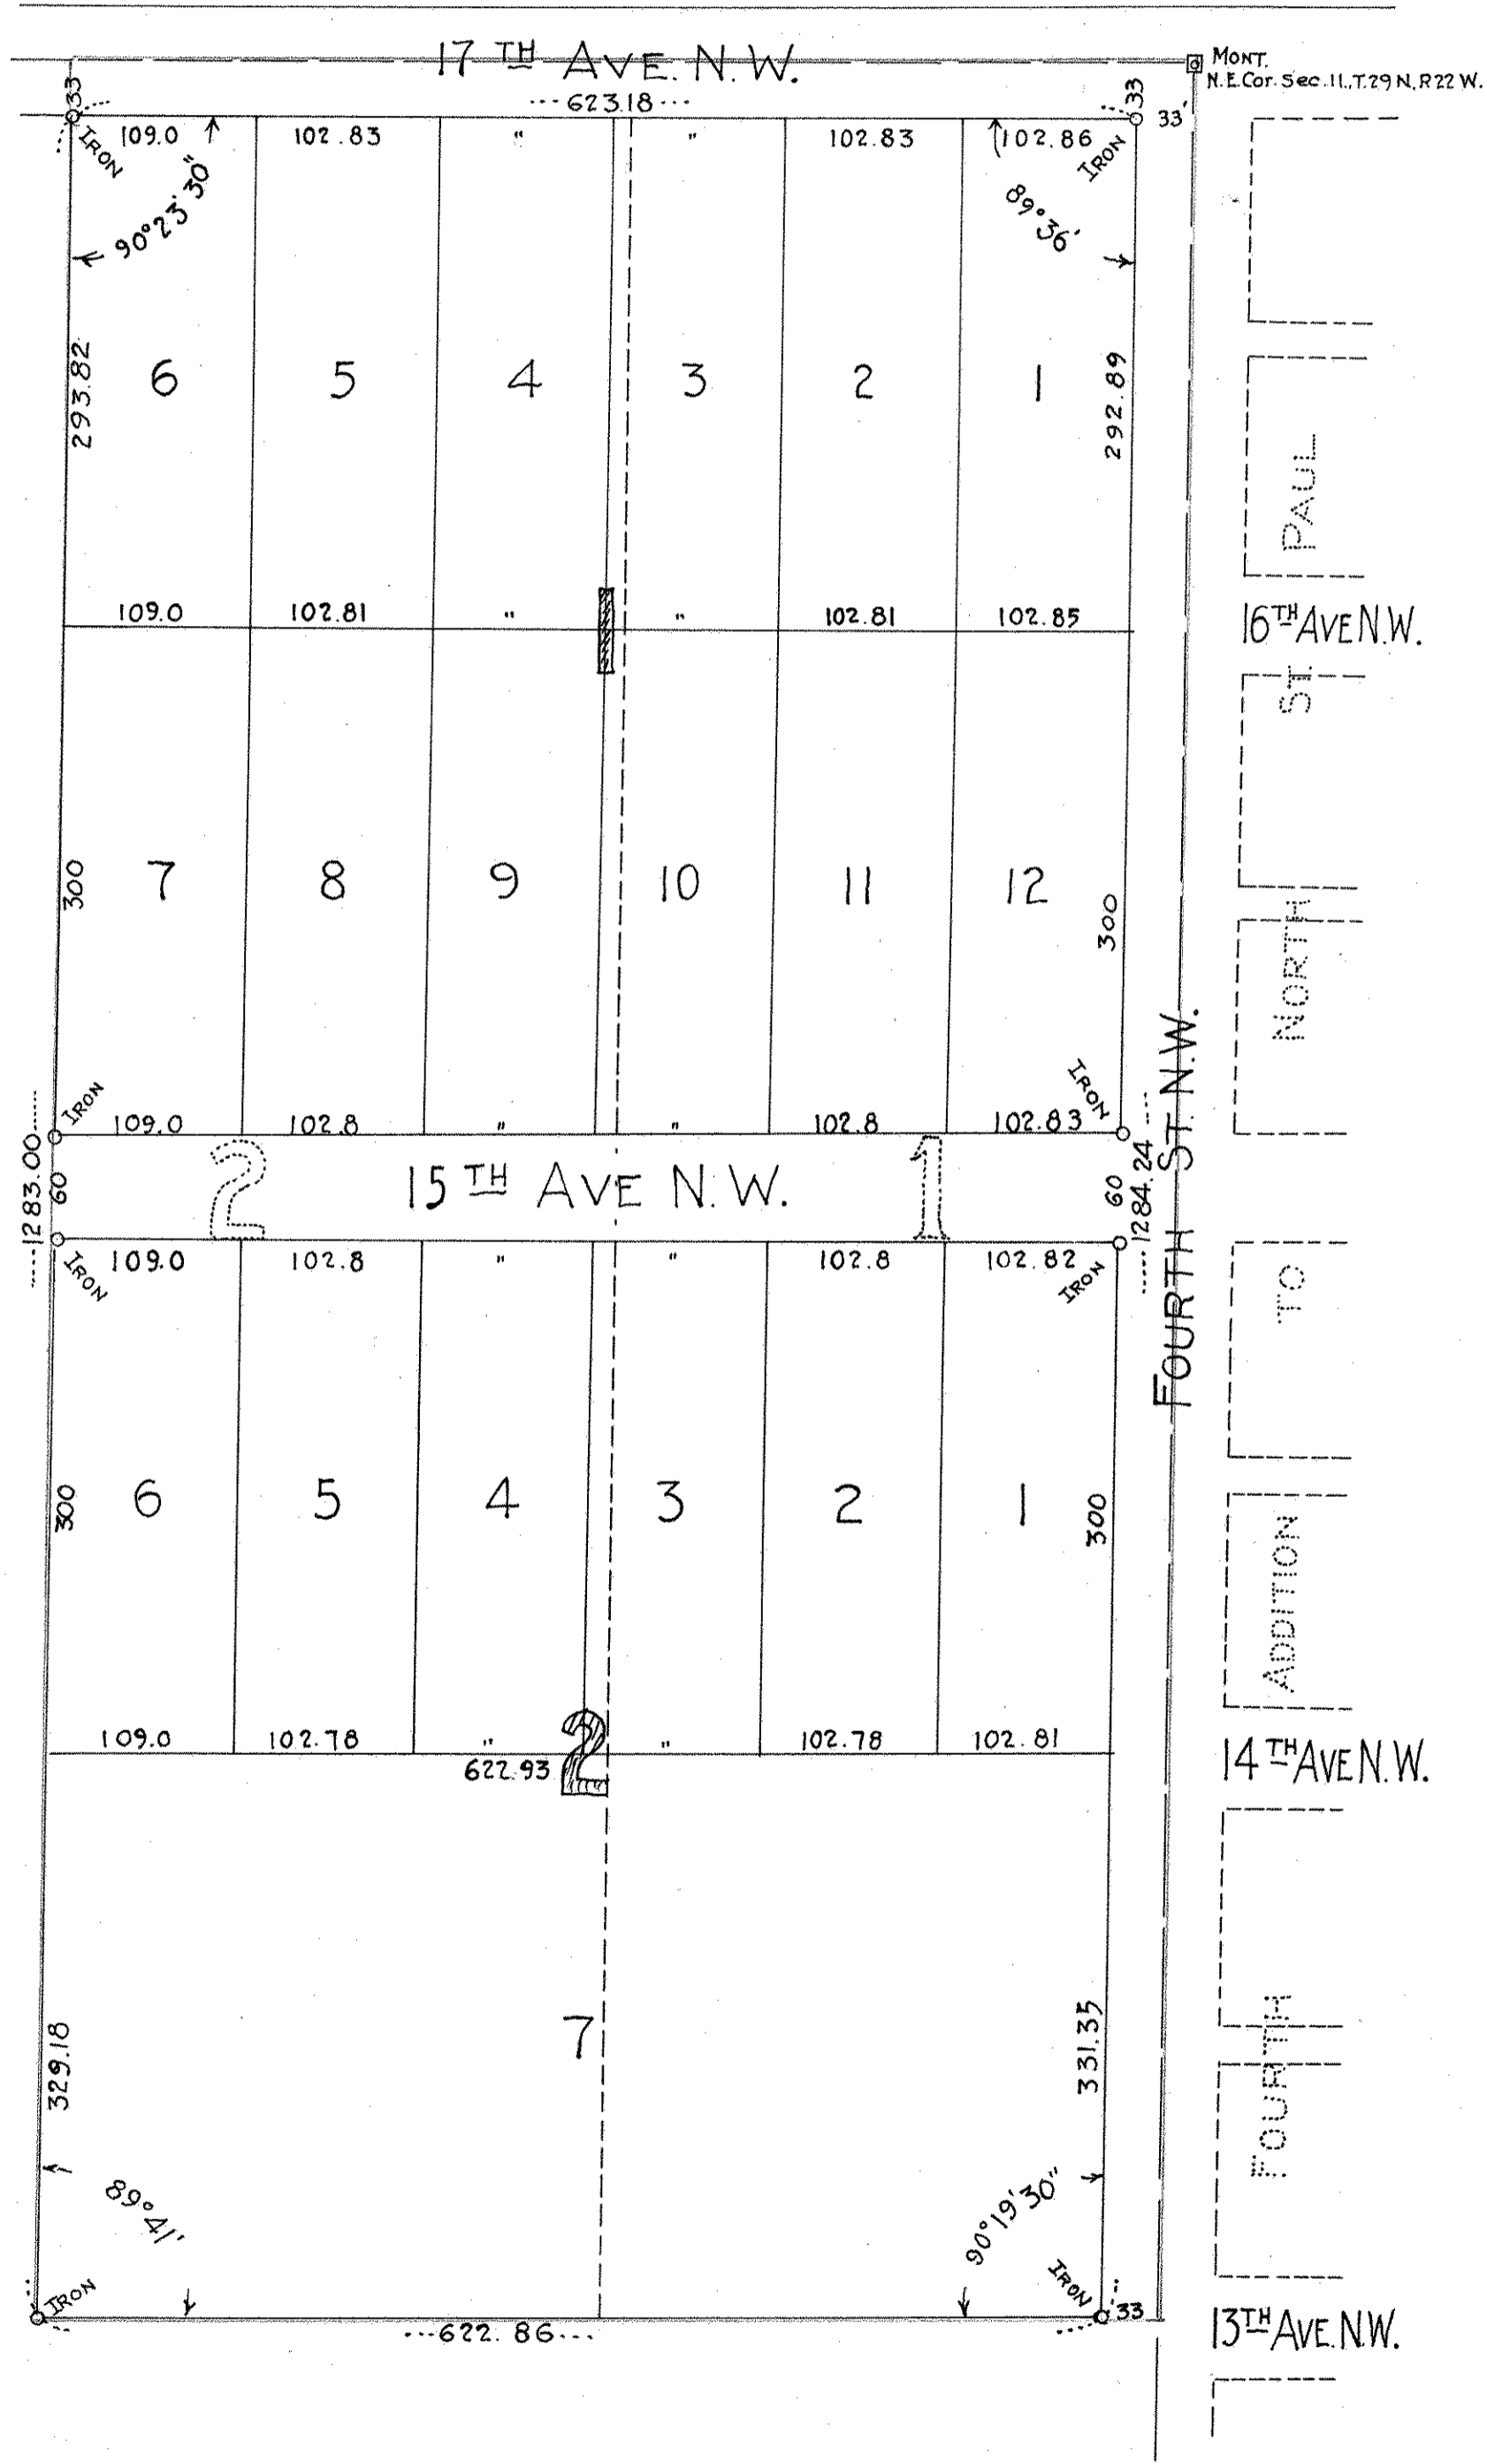 17 TH AVE. N.W.
MONT.
N.E. Cor. Sec. 11., T. 29 N, R 22 W.
33 ---623.18--- 33 33'
IRON 109.0 102.83 " " 102.83 102.86 IRON
90°23'30" 89°36'
293.82 6 5 4 3 2 1 292.89
109.0 102.81 " " 102.81 102.85
16TH AVE N.W.
300 7 8 9 10 11 12 300
IRON 109.0 102.8 " " 102.8 102.83 IRON
----1283.00---- 60 2 15 TH AVE N.W. 1 60 ----1284.24----
FOURTH ST. N.W.
IRON 109.0 102.8 " " 102.8 102.82 IRON
300 6 5 4 3 2 1 300
109.0 102.78 " " 102.78 102.81
622.93 2
14TH AVE N.W.
329.18 7 331.35
89°41' 90°19'30"
IRON IRON 33
---622.86---
13TH AVE. N.W.
FOURTH ADDITION TO NORTH ST. PAUL